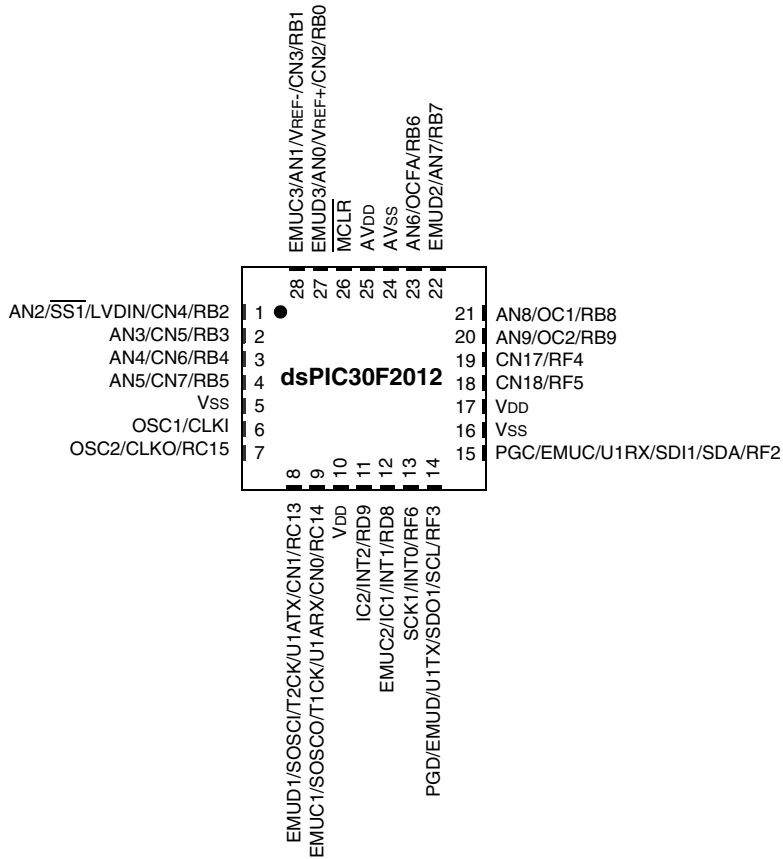 EMUC3/AN1/VREF-/CN3/RB1
EMUD3/AN0/VREF+/CN2/RB0
MCLR
AVDD
AVSS
AN6/OCFA/RB6
EMUD2/AN7/RB7
28
27
26
25
24
23
22
AN2/SS1/LVDIN/CN4/RB2 1
AN3/CN5/RB3 2
AN4/CN6/RB4 3
AN5/CN7/RB5 4
VSS 5
OSC1/CLKI 6
OSC2/CLKO/RC15 7
dsPIC30F2012
21 AN8/OC1/RB8
20 AN9/OC2/RB9
19 CN17/RF4
18 CN18/RF5
17 VDD
16 VSS
15 PGC/EMUC/U1RX/SDI1/SDA/RF2
8
9
10
11
12
13
14
EMUD1/SOSCI/T2CK/U1ATX/CN1/RC13
EMUC1/SOSCO/T1CK/U1ARX/CN0/RC14
VDD
IC2/INT2/RD9
EMUC2/IC1/INT1/RD8
SCK1/INT0/RF6
PGD/EMUD/U1TX/SDO1/SCL/RF3